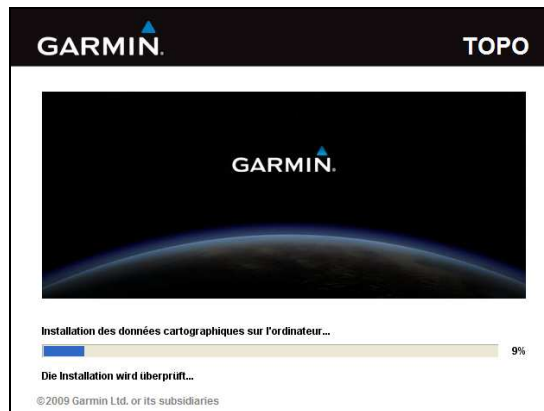 GARMIN.
TOPO
GARMIN.
Installation des données cartographiques sur l'ordinateur...
9%
Die Installation wird überprüft...
©2009 Garmin Ltd. or its subsidiaries